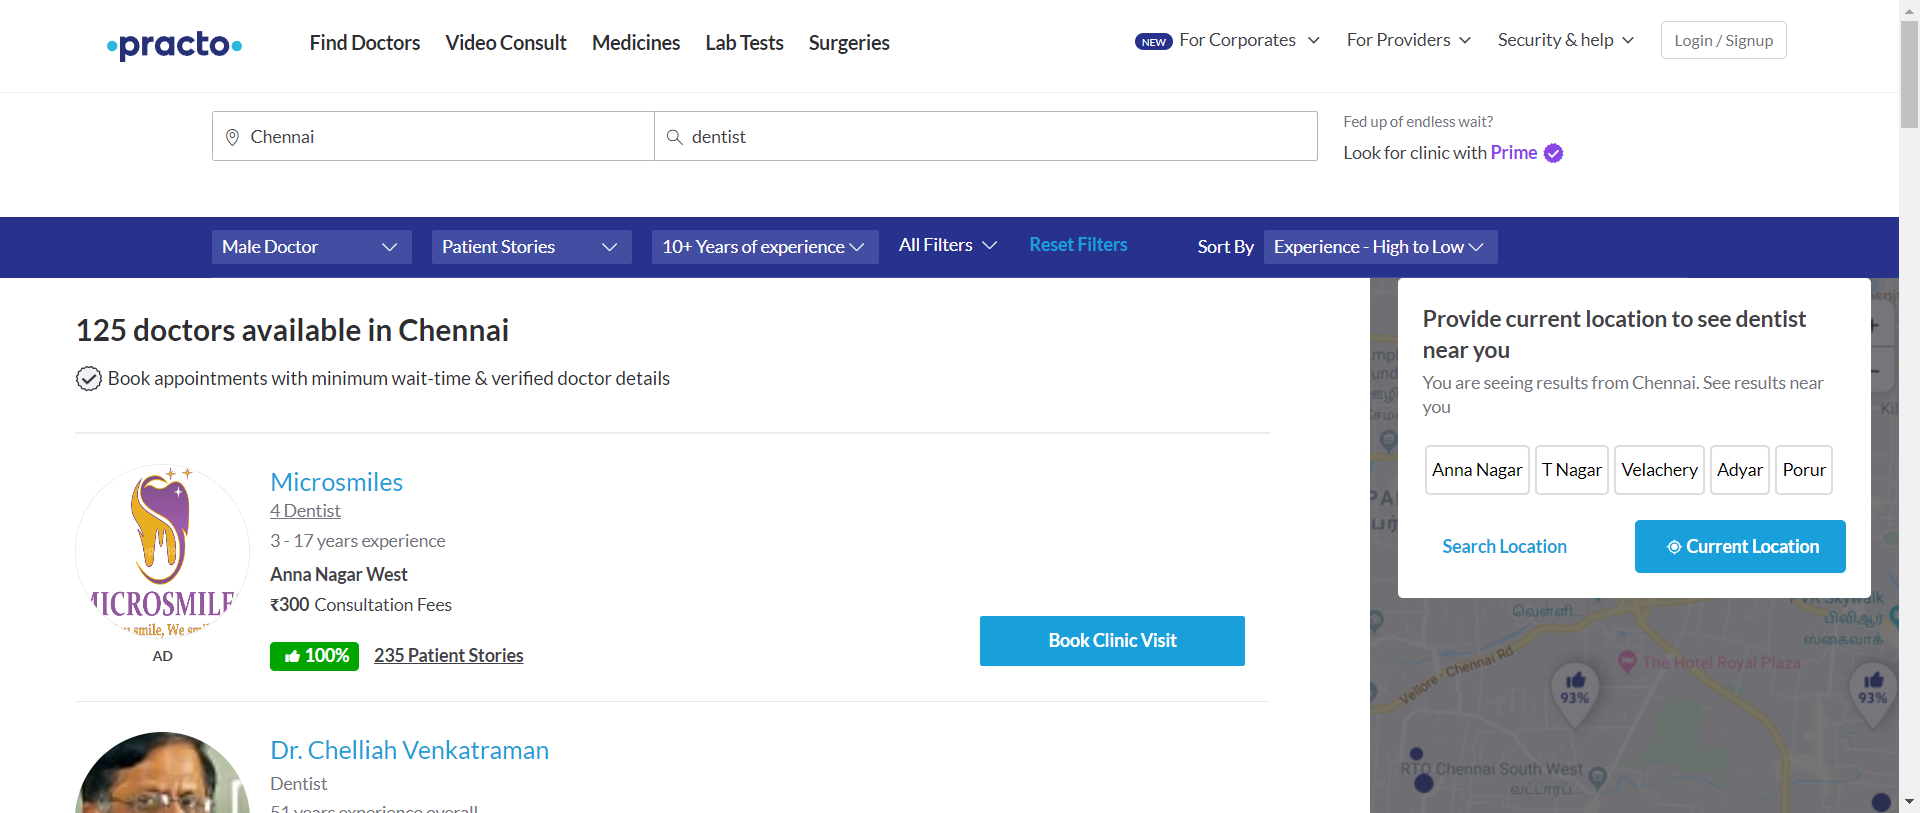 practo
Find Doctors
Video Consult
Medicines
Lab Tests
Surgeries
NEW
For Corporates
For Providers
Security & help
Login / Signup
Chennai
dentist
Fed up of endless wait?
Look for clinic with Prime
Male Doctor
Patient Stories
10+ Years of experience
All Filters
Reset Filters
Sort By
Experience - High to Low
125 doctors available in Chennai
Book appointments with minimum wait-time & verified doctor details
Microsmiles
4 Dentist
3 - 17 years experience
Anna Nagar West
₹300 Consultation Fees
AD
100%
235 Patient Stories
Book Clinic Visit
Dr. Chelliah Venkatraman
Dentist
51 years experience overall
Provide current location to see dentist
near you
You are seeing results from Chennai. See results near
you
Anna Nagar
T Nagar
Velachery
Adyar
Porur
Search Location
Current Location
வெள்ளி...
பிவிஆர்
ஸ்கைவாக்
The Hotel Royal Plaza
Vellore - Chennai Rd
93%
93%
RTO Chennai South West
வட்டாரப்...